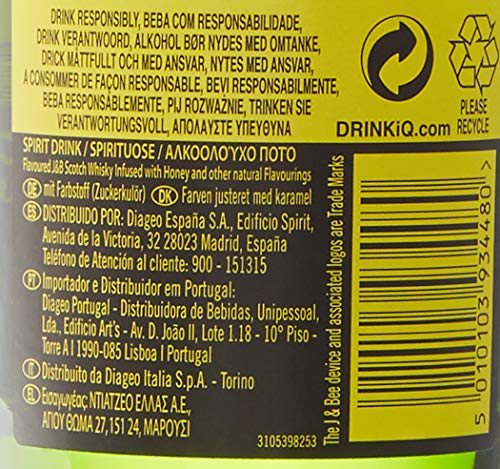 DRINK RESPONSIBLY, BEBA COM RESPONSABILIDADE,
DRINK VERANTWOORD, ALKOHOL BØR NYDES MED OMTANKE,
DRICK MÅTTFULLT OCH MED ANSVAR, NYTES MED ANSVAR,
A CONSOMMER DE FAÇON RESPONSABLE, BEVI RESPONSABILMENTE,
BEBA RESPONSÁBLEMENTE, PIJ ROZWAŻNIE, TRINKEN SIE
VERANTWORTUNGSVOLL, ΑΠΟΛΑΥΣΤΕ ΥΠΕΥΘΥΝΑ
DRINKiQ.com
PLEASE
RECYCLE
SPIRIT DRINK / SPIRITUOSE / ΑΛΚΟΟΛΟΎΧΟ ΠΟΤΟ
Flavoured J&B Scotch Whisky Infused with Honey and other natural Flavourings
DE mit Farbstoff (Zuckerkulör) DK Farven justeret med karamel
ES DISTRIBUIDO POR: Diageo España S.A., Edificio Spirit,
Avenida de la Victoria, 32 28023 Madrid, España
Teléfono de Atención al cliente: 900 - 151315
PT Importador e Distribuidor em Portugal:
Diageo Portugal - Distribuidora de Bebidas, Unipessoal,
Lda, Edifício Art's - Av. D. João II, Lote 1.18 - 10° Piso -
Torre A I 1990-085 Lisboa I Portugal
IT Distribuito da Diageo Italia S.p.A. - Torino
EL Εισαγωγέας: ΝΤΙΑΤΖΕΟ ΕΛΛΑΣ Α.Ε.,
ΑΓΙΟΥ ΘΩΜΑ 27, 151 24, ΜΑΡΟΥΣΙ
3105398253
The J & Bee device and associated logos are Trade Marks
5 010103 934480